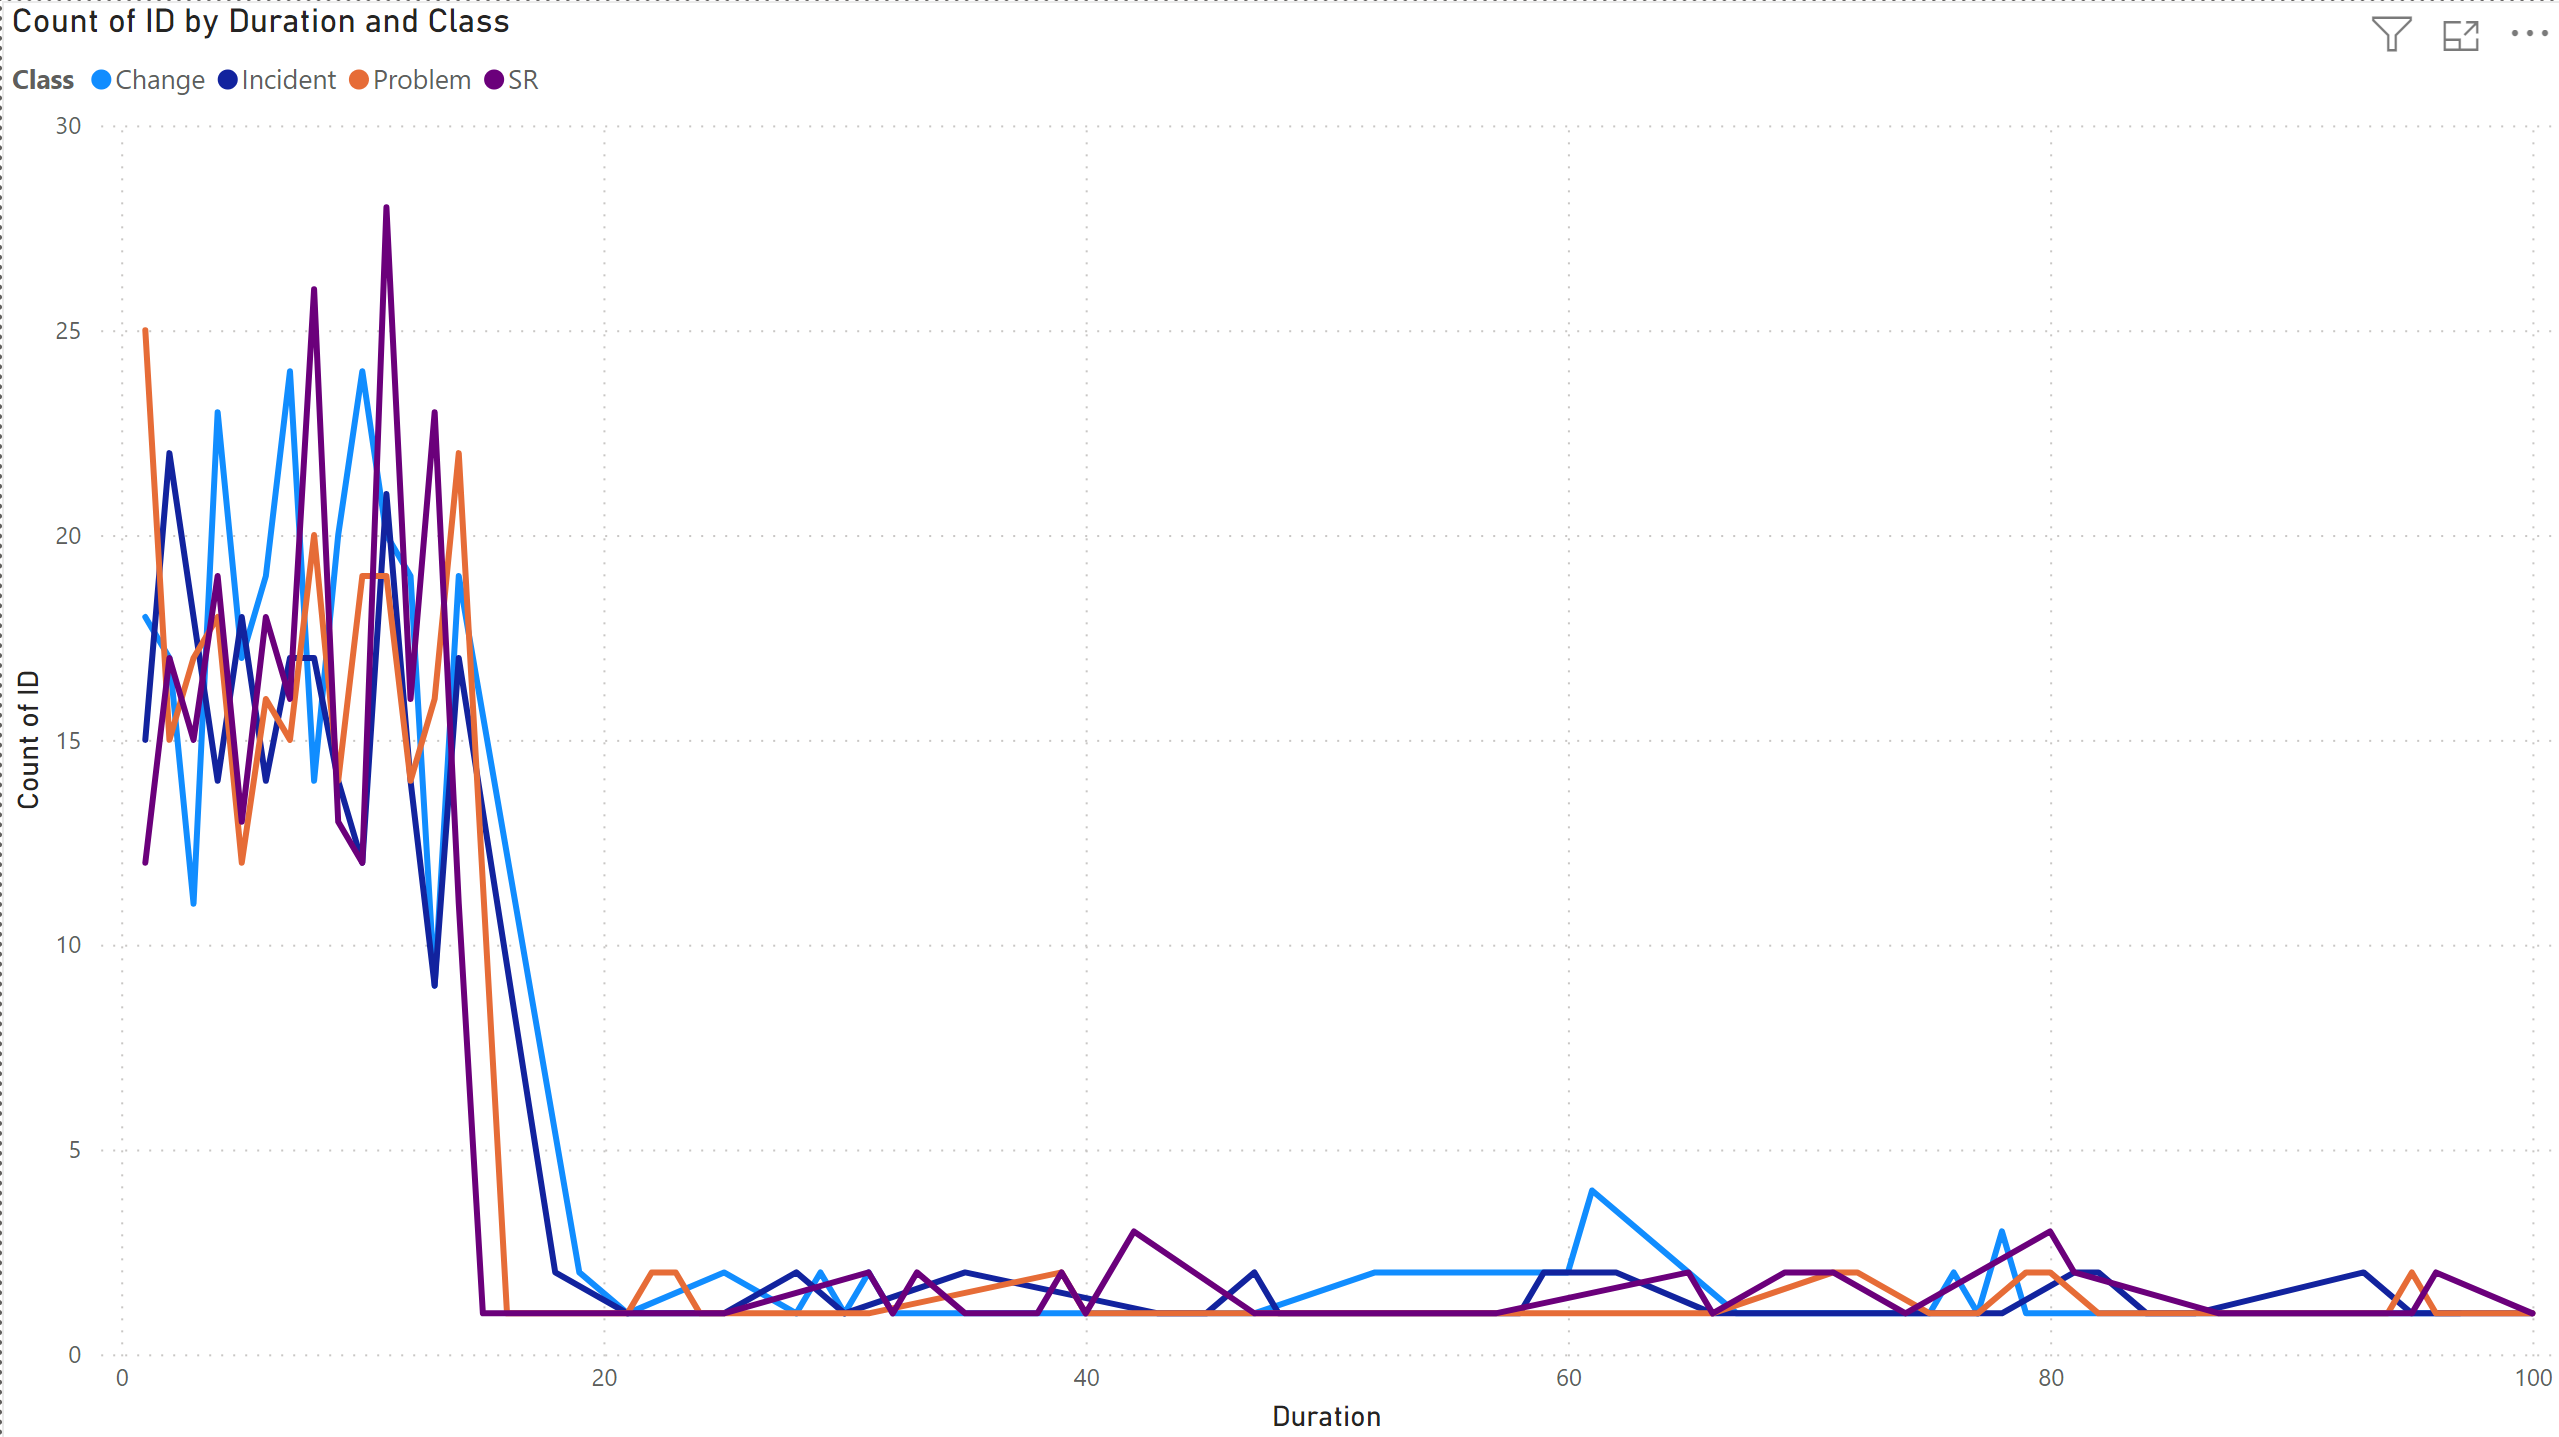 Count of ID by Duration and Class
Class Change Incident Problem SR
30
25
20
15
10
5
0
Count of ID
0 20 40 60 80 100
Duration